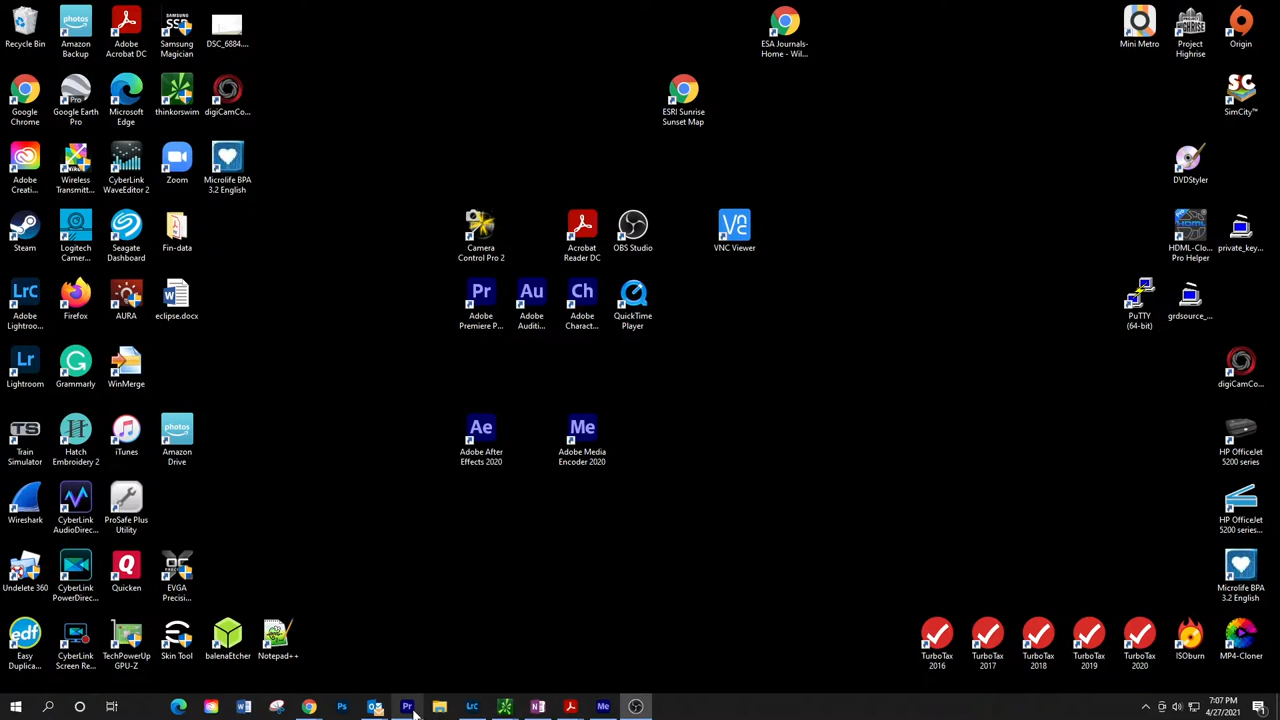 Recycle Bin
Amazon Backup
Adobe Acrobat DC
Samsung Magician
DSC_6884....
ESA Journals- Home - Wil...
Mini Metro
Project Highrise
Origin
Google Chrome
Google Earth Pro
Microsoft Edge
thinkorswim
digiCamCo...
ESRI Sunrise Sunset Map
SimCity™
Adobe Creati...
Wireless Transmitt...
CyberLink WaveEditor 2
Zoom
Microlife BPA 3.2 English
DVDStyler
Steam
Logitech Camer...
Seagate Dashboard
Fin-data
Camera Control Pro 2
Acrobat Reader DC
OBS Studio
VNC Viewer
HDML-Clo... Pro Helper
private_key...
Adobe Lightroo...
Firefox
AURA
eclipse.docx
Adobe Premiere P...
Adobe Auditi...
Adobe Charact...
QuickTime Player
PuTTY (64-bit)
grdsource_...
Lightroom
Grammarly
WinMerge
digiCamCo...
Train Simulator
Hatch Embroidery 2
iTunes
Amazon Drive
Adobe After Effects 2020
Adobe Media Encoder 2020
HP OfficeJet 5200 series
Wireshark
CyberLink AudioDirec...
ProSafe Plus Utility
HP OfficeJet 5200 series...
Undelete 360
CyberLink PowerDirec...
Quicken
EVGA Precisi...
Microlife BPA 3.2 English
Easy Duplica...
CyberLink Screen Re...
TechPowerUp GPU-Z
Skin Tool
balenaEtcher
Notepad++
TurboTax 2016
TurboTax 2017
TurboTax 2018
TurboTax 2019
TurboTax 2020
ISOburn
MP4-Cloner
7:07 PM
4/27/2021